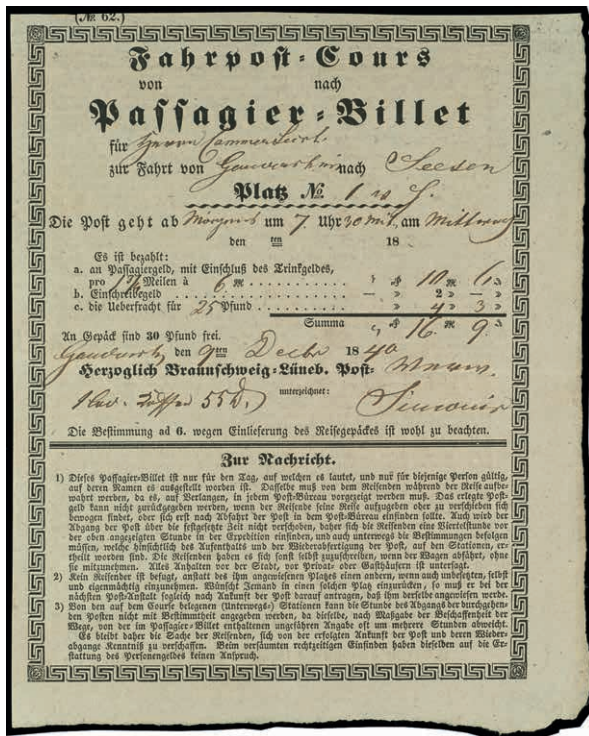 (№ 62.)
Fahrpost-Cours
von nach
Passagier-Billet
für Herrn
zur Fahrt von nach Seesen
Platz №. 1
Die Post geht ab Morgens um 7 Uhr 30 Mit. am Mittwoch
den ten 18
Es ist bezahlt:
a. an Passagiergeld, mit Einschluß des Trinkgeldes,
pro Meilen à 6 10 6
b. Einschreibegeld — » 2 » — »
c. die Ueberfracht für 25 Pfund » 4 » 3 »
Summa 16 9
An Gepäck sind 30 Pfund frei.
den 9ten Decbr 1840
Herzoglich Braunschweig-Lüneb. Post-
unterzeichnet:
Die Bestimmung ad 6. wegen Einlieferung des Reisegepäckes ist wohl zu beachten.
Zur Nachricht.
1) Dieses Passagier-Billet ist nur für den Tag, auf welchen es lautet, und nur für diejenige Person gültig,
auf deren Namen es ausgestellt worden ist. Dasselbe muß von dem Reisenden während der Reise aufbe-
wahrt werden, da es, auf Verlangen, in jedem Post-Büreau vorgezeigt werden muß. Das erlegte Post-
geld kann nicht zurückgegeben werden, wenn der Reisende seine Reise aufzugeben oder zu verschieben sich
bewogen findet, oder sich erst nach Abfahrt der Post in dem Post-Büreau einfinden sollte. Auch wird der
Abgang der Post über die festgesetzte Zeit nicht verschoben, daher sich die Reisenden eine Viertelstunde vor
der oben angezeigten Stunde in der Expedition einfinden, und auch unterwegs die Bestimmungen befolgen
müssen, welche hinsichtlich des Aufenthalts und der Wiederabfertigung der Post, auf den Stationen, er-
theilt worden sind. Die Reisenden haben es sich sonst selbst zuzuschreiben, wenn der Wagen abfährt, ohne
sie mitzunehmen. Alles Anhalten vor der Stadt, vor Privat- oder Gasthäusern ist untersagt.
2) Kein Reisender ist befugt, anstatt des ihm angewiesenen Platzes einen andern, wenn auch unbesetzten, selbst
und eigenmächtig einzunehmen. Wünscht Jemand in einen solchen Platz einzurücken, so muß er bei der
nächsten Post-Anstalt sogleich nach Ankunft der Post darauf antragen, daß ihm derselbe angewiesen werde.
3) Von den auf dem Course belegenen (Unterwegs-) Stationen kann die Stunde des Abgangs der durchgehen-
den Posten nicht mit Bestimmtheit angegeben werden, da dieselbe, nach Maßgabe der Beschaffenheit der
Wege, von der im Passagier-Billet enthaltenen ungefähren Angabe oft um mehrere Stunden abweicht.
Es bleibt daher die Sache der Reisenden, sich von der erfolgten Ankunft der Post und deren Wieder-
abgange Kenntniß zu verschaffen. Beim versäumten rechtzeitigen Einfinden haben dieselben auf die Er-
stattung des Personengeldes keinen Anspruch.